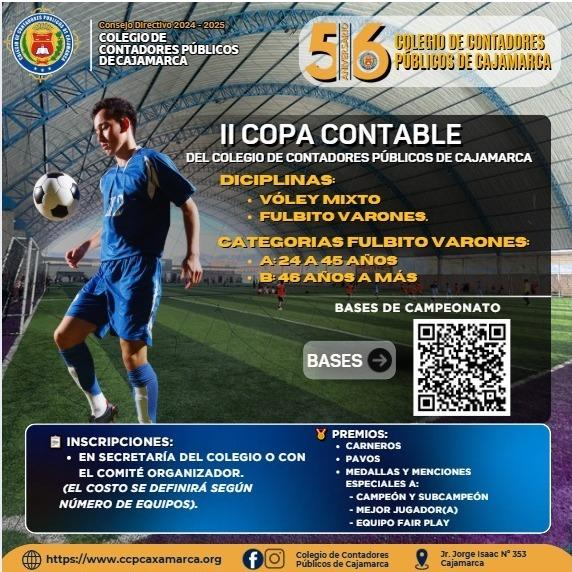 Consejo Directivo 2024 - 2025
COLEGIO DE
CONTADORES PÚBLICOS
DE CAJAMARCA
56
ANIVERSARIO
COLEGIO DE CONTADORES
PÚBLICOS DE CAJAMARCA
II COPA CONTABLE
DEL COLEGIO DE CONTADORES PÚBLICOS DE CAJAMARCA
DICIPLINAS:
• VÓLEY MIXTO
• FULBITO VARONES.
CATEGORIAS FULBITO VARONES:
• A: 24 A 45 AÑOS
• B: 46 AÑOS A MÁS
BASES DE CAMPEONATO
BASES
INSCRIPCIONES:
• EN SECRETARÍA DEL COLEGIO O CON
EL COMITÉ ORGANIZADOR.
(EL COSTO SE DEFINIRÁ SEGÚN
NÚMERO DE EQUIPOS).
PREMIOS:
• CARNEROS
• PAVOS
• MEDALLAS Y MENCIONES
ESPECIALES A:
- CAMPEÓN Y SUBCAMPEÓN
- MEJOR JUGADOR(A)
- EQUIPO FAIR PLAY
https://www.ccpcaxamarca.org
Colegio de Contadores
Públicos de Cajamarca
Jr. Jorge Isaac N° 353
Cajamarca